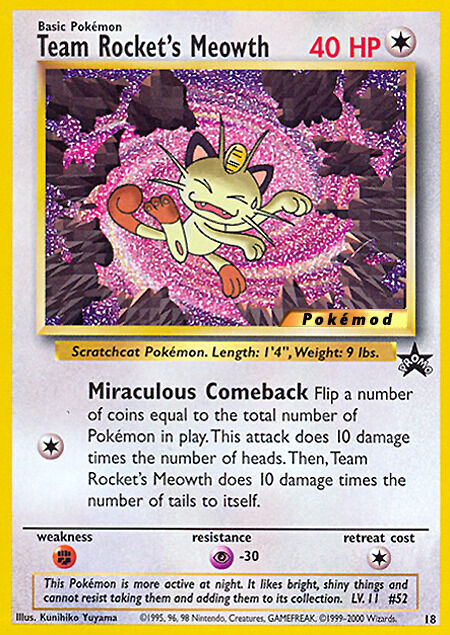 Basic Pokémon
Team Rocket's Meowth 40 HP
Pokémod
Scratchcat Pokémon. Length: 1'4", Weight: 9 lbs.
PROMO
Miraculous Comeback Flip a number
of coins equal to the total number of
Pokémon in play. This attack does 10 damage
times the number of heads. Then, Team
Rocket's Meowth does 10 damage times the
number of tails to itself.
weakness resistance retreat cost
-30
This Pokémon is more active at night. It likes bright, shiny things and
cannot resist taking them and adding them to its collection. LV. 11 #52
Illus. Kunihiko Yuyama ©1995, 96, 98 Nintendo, Creatures, GAMEFREAK. ©1999-2000 Wizards. 18